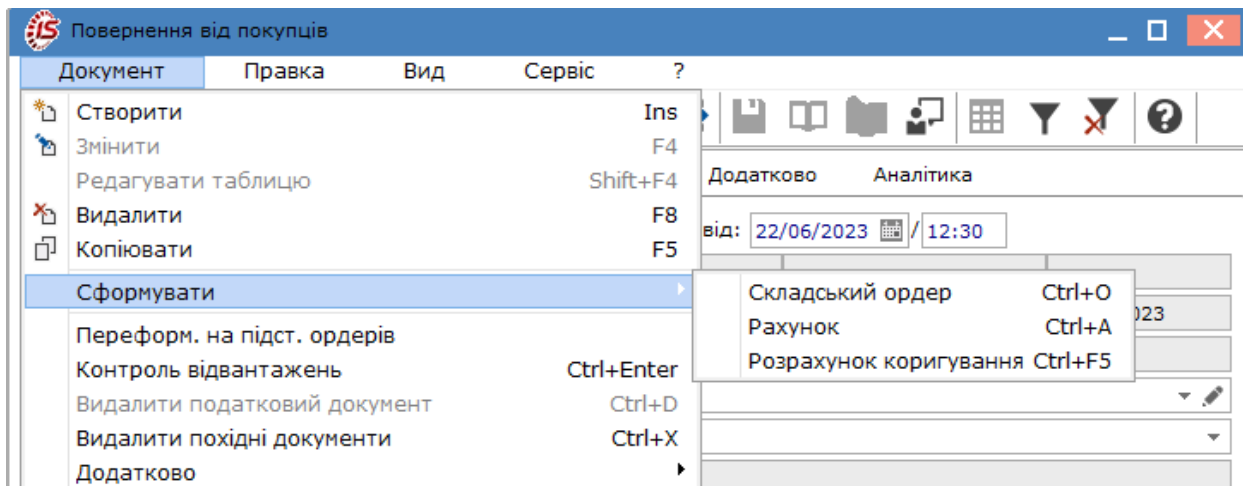 Повернення від покупців
Документ Правка Вид Сервіс ?
Створити Ins
Змінити F4
Редагувати таблицю Shift+F4
Додатково Аналітика
Видалити F8
від: 22/06/2023 / 12:30
Копіювати F5
Сформувати
Складський ордер Ctrl+O
Рахунок Ctrl+A
023
Розрахунок коригування Ctrl+F5
Переформ. на підст. ордерів
Контроль відвантажень Ctrl+Enter
Видалити податковий документ Ctrl+D
Видалити похідні документи Ctrl+X
Додатково